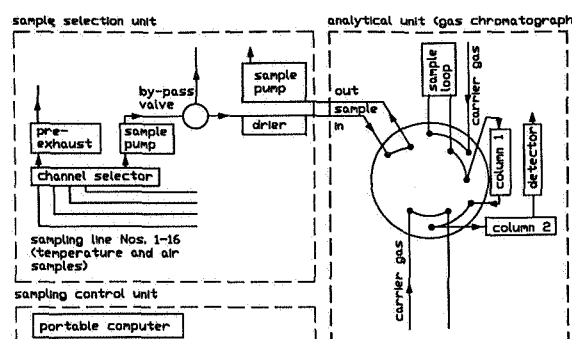 sample selection unit
analytical unit (gas chromatograph
by-pass
valve
sample
pump
out
sample
in
drier
pre-
exhaust
sample
pump
channel selector
sampling line Nos. 1-16
(temperature and air
samples)
sample
loop
carrier gas
column 1
detector
column 2
carrier gas
sampling control unit
portable computer